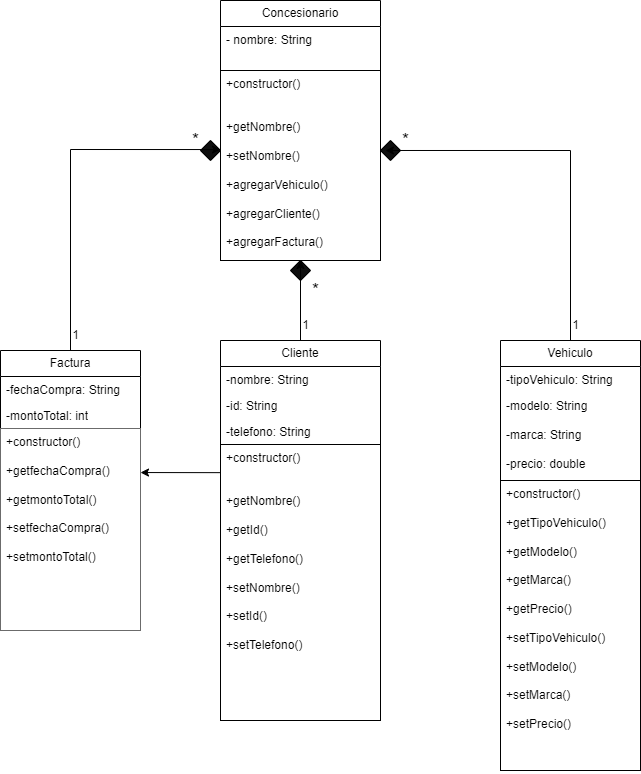 Concesionario
- nombre: String
+constructor()
+getNombre()
+setNombre()
+agregarVehiculo()
+agregarCliente()
+agregarFactura()
*
*
*
1
1
1
Factura
-fechaCompra: String
-montoTotal: int
+constructor()
+getfechaCompra()
+getmontoTotal()
+setfechaCompra()
+setmontoTotal()
Cliente
-nombre: String
-id: String
-telefono: String
+constructor()
+getNombre()
+getId()
+getTelefono()
+setNombre()
+setId()
+setTelefono()
Vehiculo
-tipoVehiculo: String
-modelo: String
-marca: String
-precio: double
+constructor()
+getTipoVehiculo()
+getModelo()
+getMarca()
+getPrecio()
+setTipoVehiculo()
+setModelo()
+setMarca()
+setPrecio()